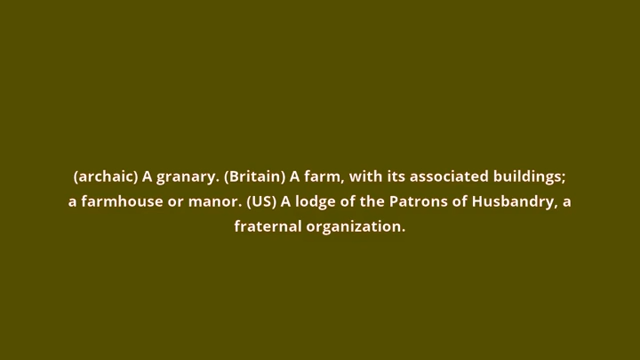 (archaic) A granary. (Britain) A farm, with its associated buildings;
a farmhouse or manor. (US) A lodge of the Patrons of Husbandry, a
fraternal organization.